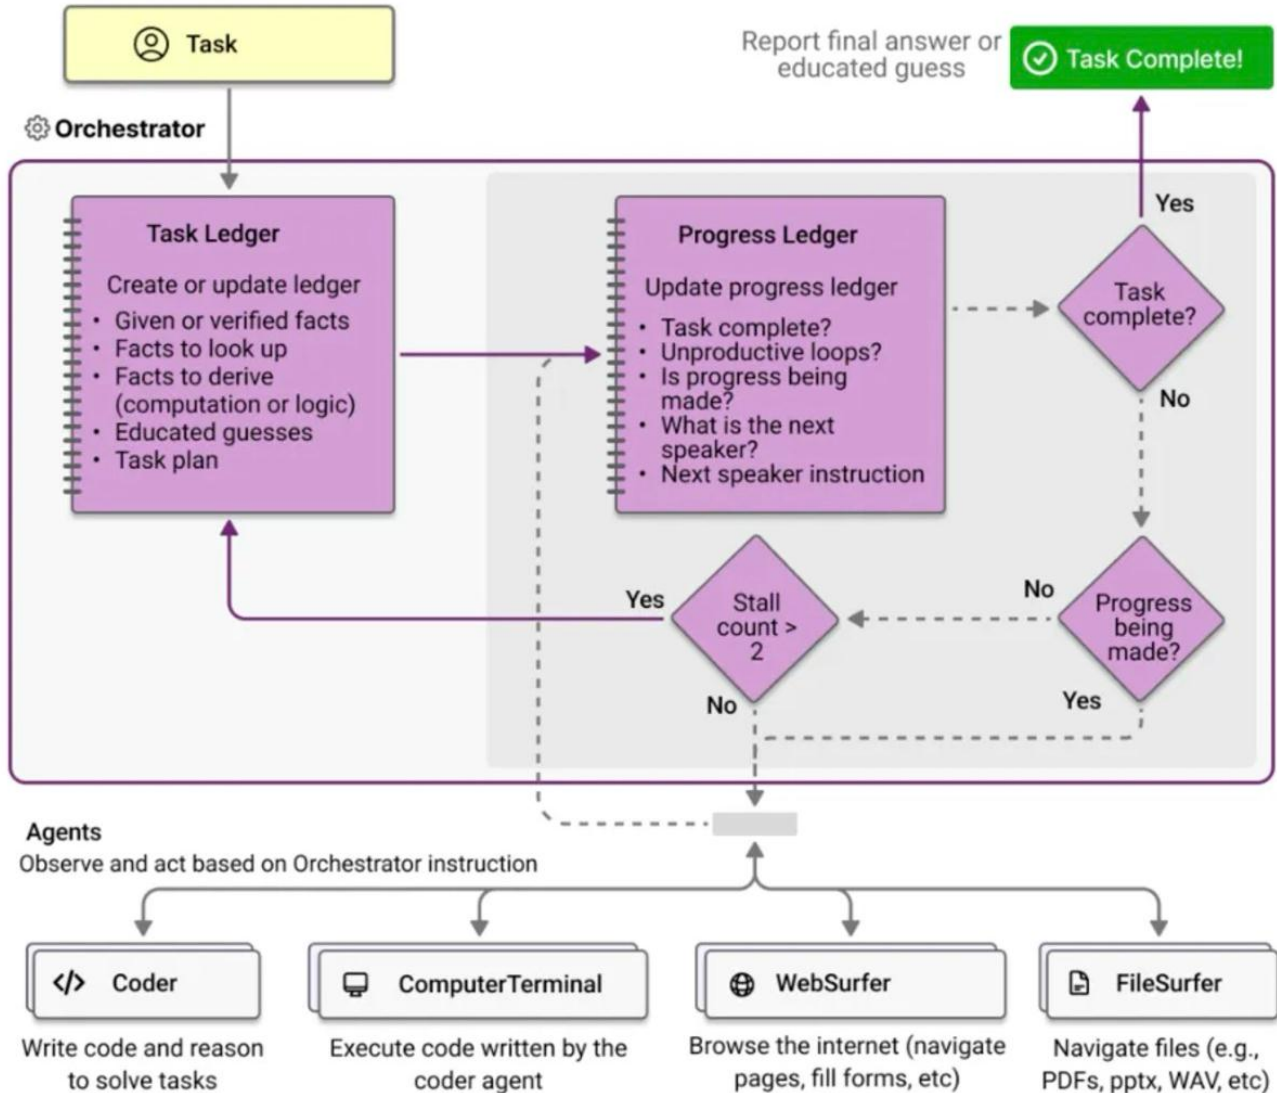 Task
Report final answer or
educated guess
Task Complete!
Orchestrator
Task Ledger
Create or update ledger
• Given or verified facts
• Facts to look up
• Facts to derive
(computation or logic)
• Educated guesses
• Task plan
Progress Ledger
Update progress ledger
• Task complete?
• Unproductive loops?
• Is progress being
made?
• What is the next
speaker?
• Next speaker instruction
Yes
Task
complete?
No
Progress
being
made?
No
Yes
Stall
count >
2
Yes
No
Agents
Observe and act based on Orchestrator instruction
</> Coder
Write code and reason
to solve tasks
ComputerTerminal
Execute code written by the
coder agent
WebSurfer
Browse the internet (navigate
pages, fill forms, etc)
FileSurfer
Navigate files (e.g.,
PDFs, pptx, WAV, etc)